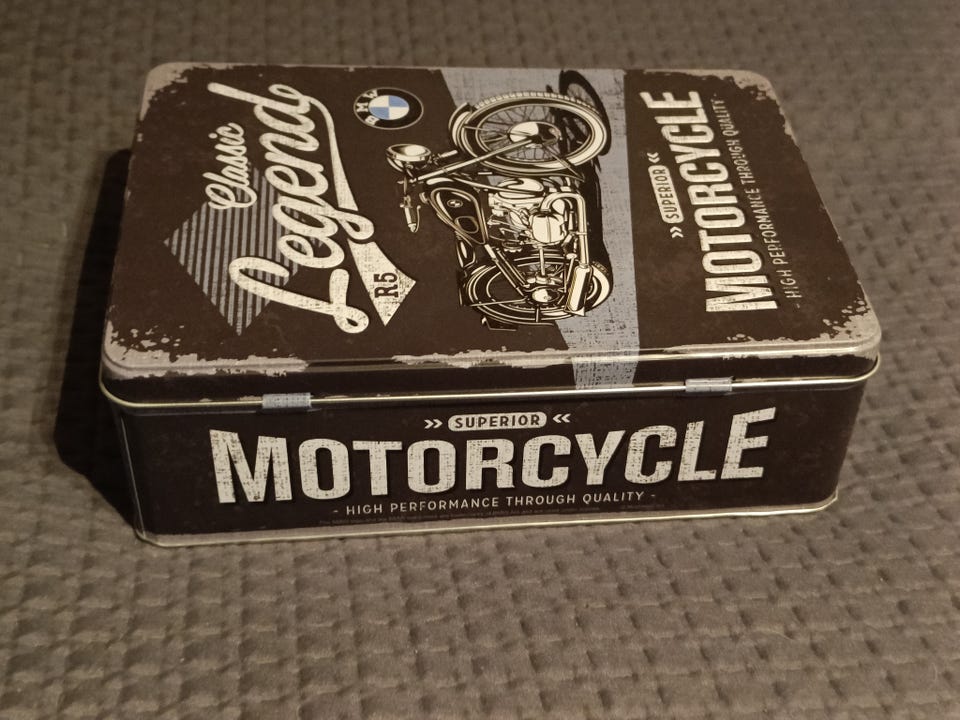 Classic
Legend
R5
BMW
» SUPERIOR «
MOTORCYCLE
- HIGH PERFORMANCE THROUGH QUALITY -
» SUPERIOR «
MOTORCYCLE
- HIGH PERFORMANCE THROUGH QUALITY -